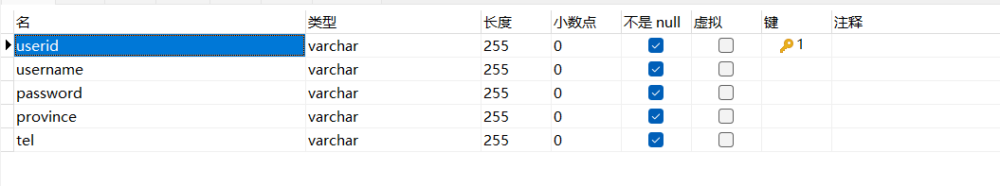 名 类型 长度 小数点 不是 null 虚拟 键 注释
userid varchar 255 0 1
username varchar 255 0
password varchar 255 0
province varchar 255 0
tel varchar 255 0